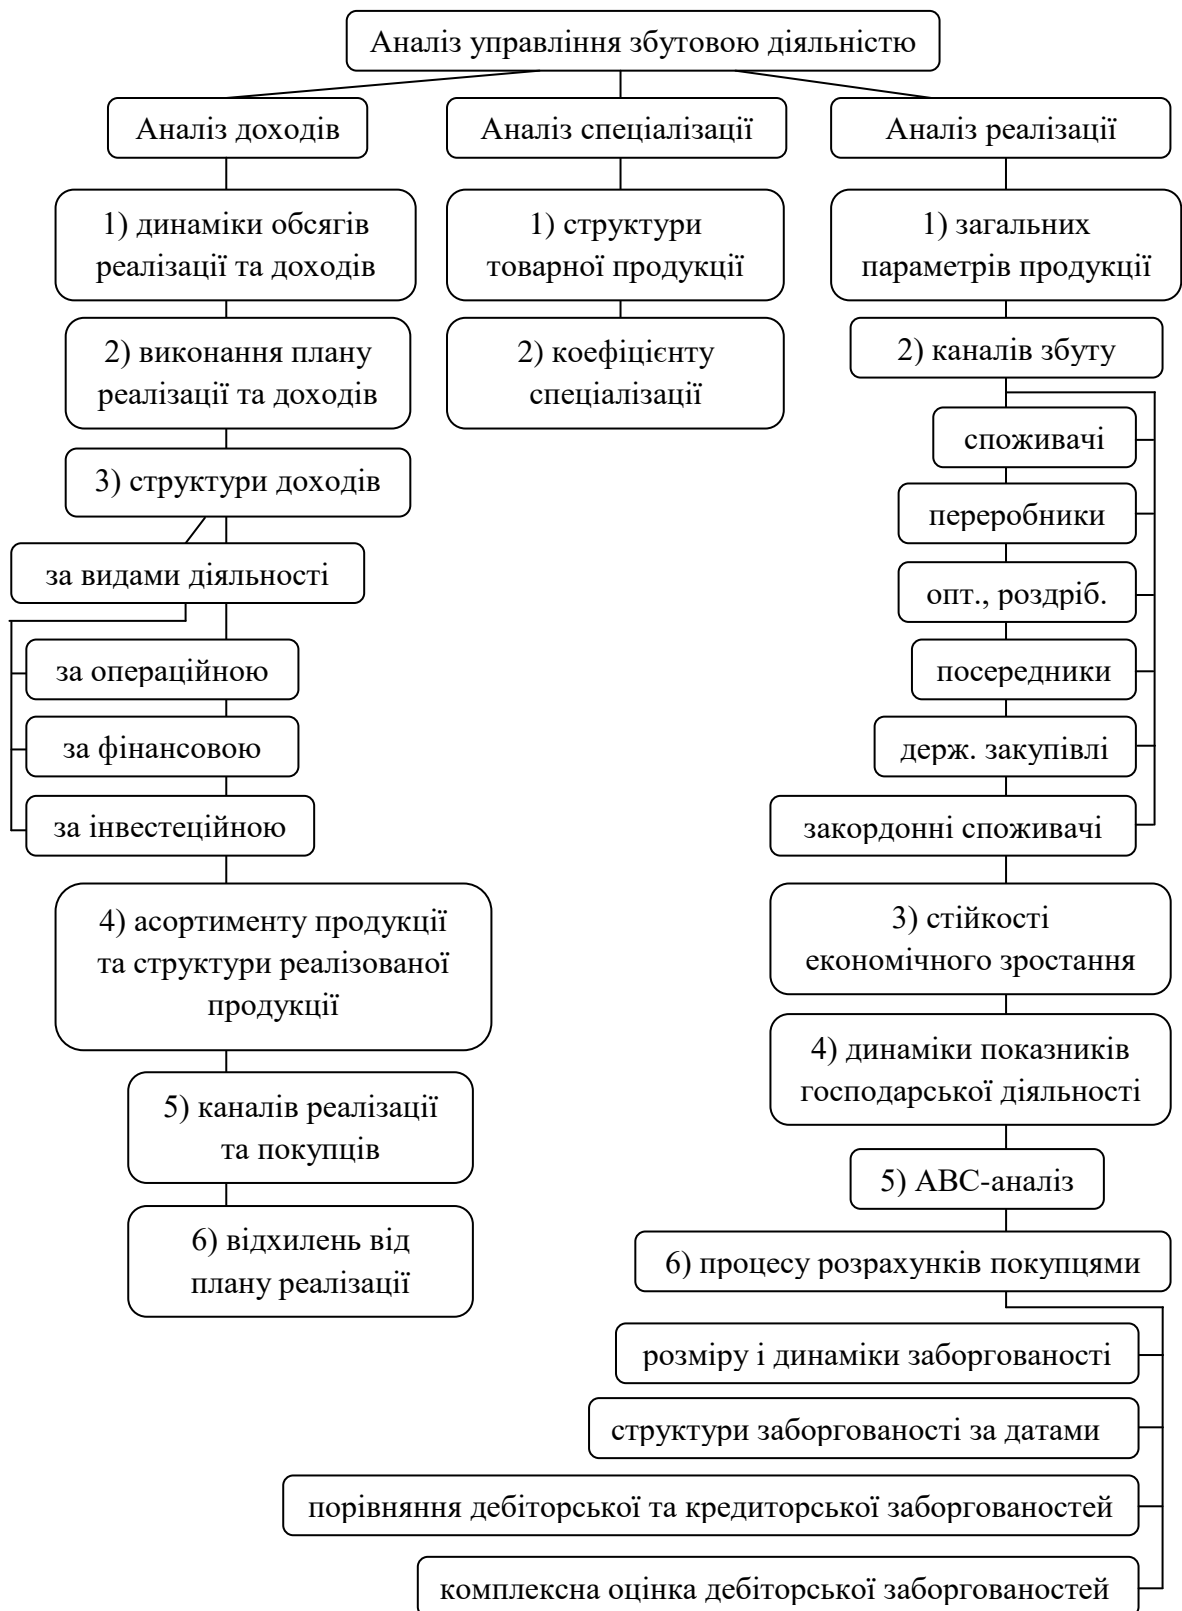 Аналіз управління збутовою діяльністю
Аналіз доходів
Аналіз спеціалізації
Аналіз реалізації
1) динаміки обсягів
реалізації та доходів
1) структури
товарної продукції
1) загальних
параметрів продукції
2) виконання плану
реалізації та доходів
2) коефіцієнту
спеціалізації
2) каналів збуту
споживачі
3) структури доходів
переробники
за видами діяльності
опт., роздріб.
за операційною
посередники
за фінансовою
держ. закупівлі
за інвестеційною
закордонні споживачі
4) асортименту продукції
та структури реалізованої
продукції
3) стійкості
економічного зростання
4) динаміки показників
господарської діяльності
5) каналів реалізації
та покупців
5) АВС-аналіз
6) відхилень від
плану реалізації
6) процесу розрахунків покупцями
розміру і динаміки заборгованості
структури заборгованості за датами
порівняння дебіторської та кредиторської заборгованостей
комплексна оцінка дебіторської заборгованостей